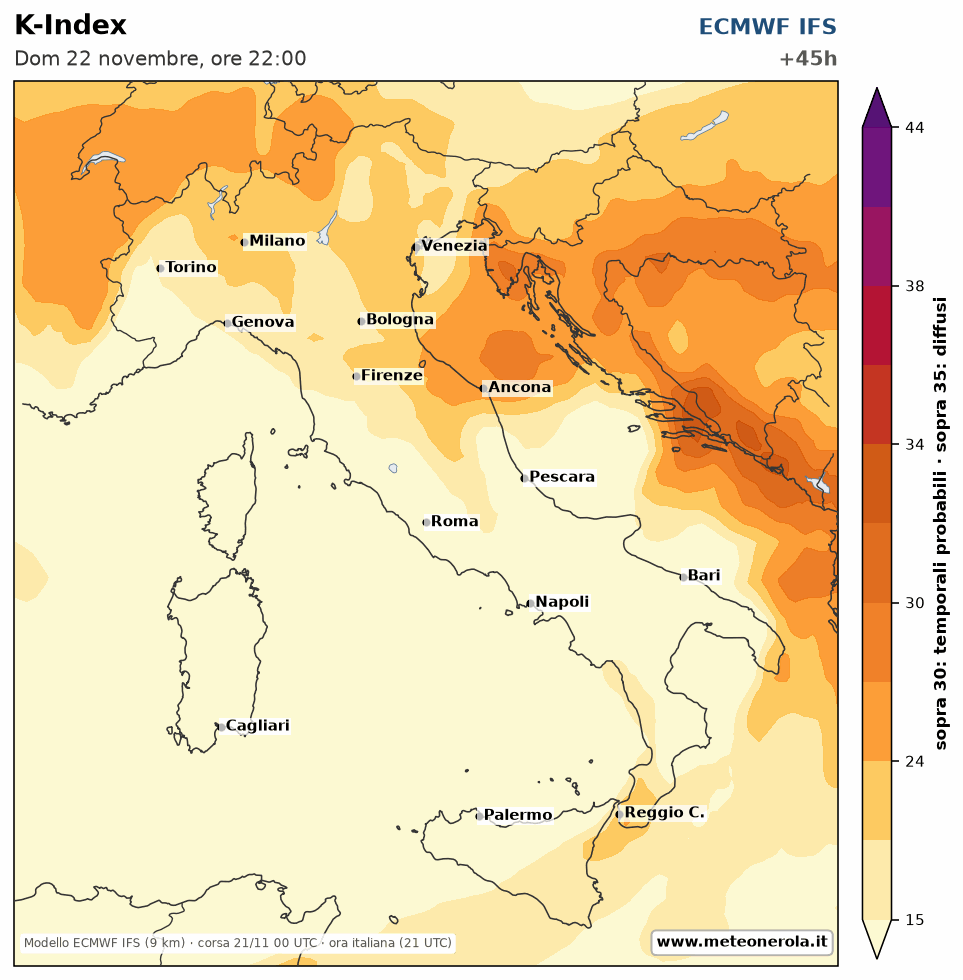 K-Index
ECMWF IFS
Dom 22 novembre, ore 22:00
+45h
44
38
34
30
24
15
sopra 30: temporali probabili · sopra 35: diffusi
Milano
Venezia
Torino
Genova
Bologna
Firenze
Ancona
Pescara
Roma
Bari
Napoli
Cagliari
Palermo
Reggio C.
Modello ECMWF IFS (9 km) · corsa 21/11 00 UTC · ora italiana (21 UTC)
www.meteonerola.it